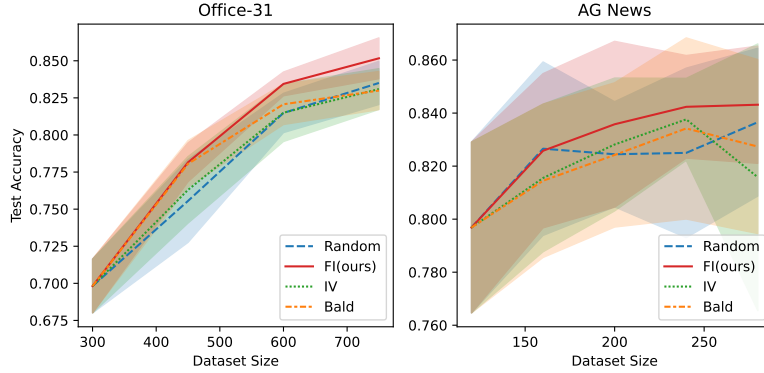 Office-31
Test Accuracy
0.850
0.825
0.800
0.775
0.750
0.725
0.700
0.675
300
400
500
600
700
Dataset Size
Random
FI(ours)
IV
Bald
AG News
0.860
0.840
0.820
0.800
0.780
0.760
150
200
250
Dataset Size
Random
FI(ours)
IV
Bald